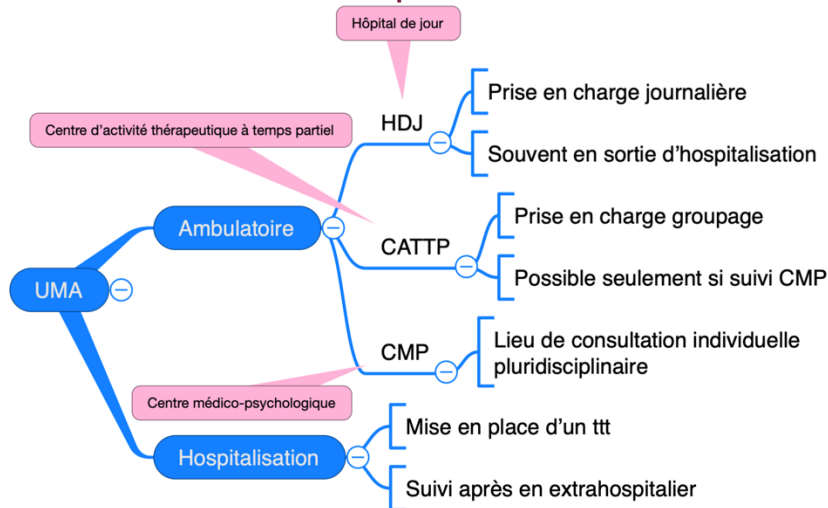 Hôpital de jour
Prise en charge journalière
HDJ
Centre d'activité thérapeutique à temps partiel
Souvent en sortie d'hospitalisation
Ambulatoire
Prise en charge groupage
CATTP
Possible seulement si suivi CMP
UMA
Lieu de consultation individuelle
pluridisciplinaire
CMP
Centre médico-psychologique
Mise en place d'un ttt
Hospitalisation
Suivi après en extrahospitalier